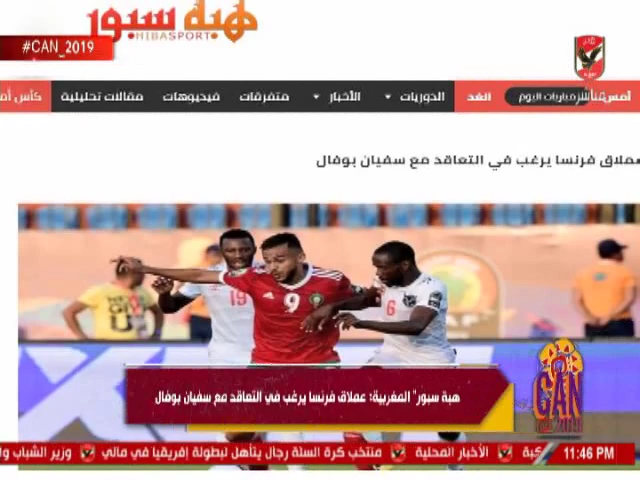 هبة سبور
HIBASPORT
#CAN_2019
أمس
مباريات اليوم
الغد
الدوريات
الأخبار
متفرقات
فيديوهات
مقالات تحليلية
كأس
عملاق فرنسا يرغب في التعاقد مع سفيان بوفال
19
9
6
هبة سبور" المغربية: عملاق فرنسا يرغب في التعاقد مع سفيان بوفال
CAN
2019
الأخبار المحلية
منتخب كرة السلة رجال يتأهل لبطولة إفريقيا في مالي
وزير الشباب
11:46 PM